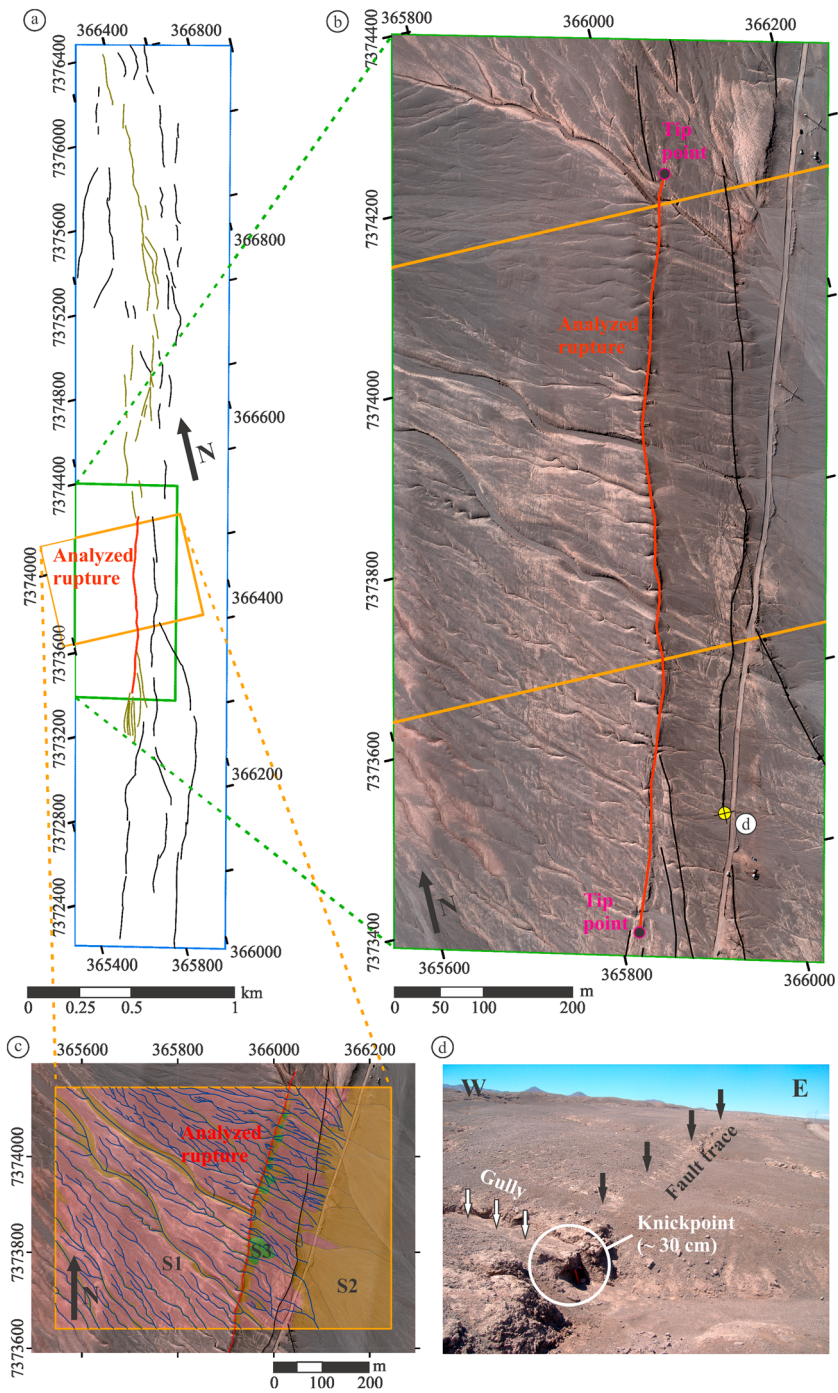 a
366400 366800
7376400
7376000
7375600
366800
7375200
7374800
366600
N
7374400
Analyzed
rupture
7374000
366400
7373600
7373200
366200
7372800
7372400
366000
365400 365800
km
0 0.25 0.5 1
b
365800 366000 366200
7374400
Tip
point
7374200
Analyzed
rupture
7374000
7373800
7373600
d
Tip
point
N
7373400
365600 365800 366000
m
0 50 100 200
c
365600 365800 366000 366200
Analyzed
rupture
7374000
7373800
S1
S3
S2
N
7373600
m
0 100 200
d
W E
Fault trace
Gully
Knickpoint
(~ 30 cm)